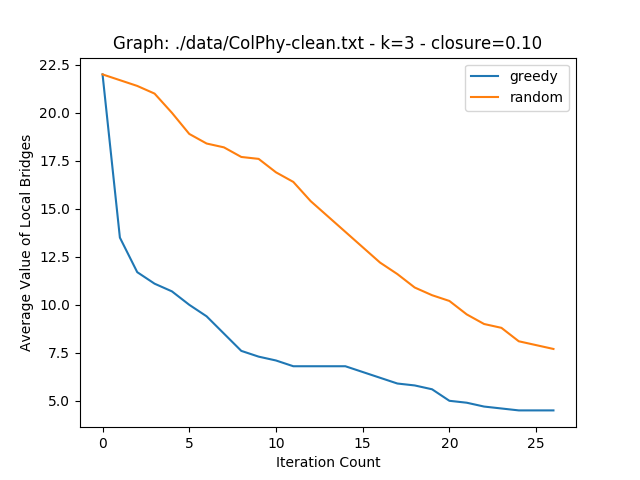 Graph: ./data/ColPhy-clean.txt - k=3 - closure=0.10
greedy
random
Average Value of Local Bridges
22.5
20.0
17.5
15.0
12.5
10.0
7.5
5.0
0
5
10
15
20
25
Iteration Count